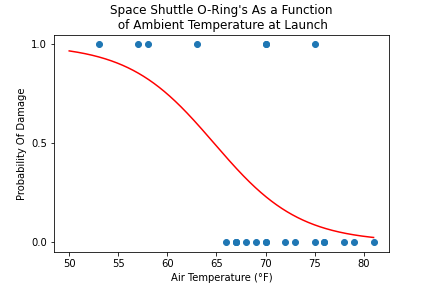 Space Shuttle O-Ring's As a Function
of Ambient Temperature at Launch
1.0
0.5
0.0
Probability Of Damage
50 55 60 65 70 75 80
Air Temperature (°F)